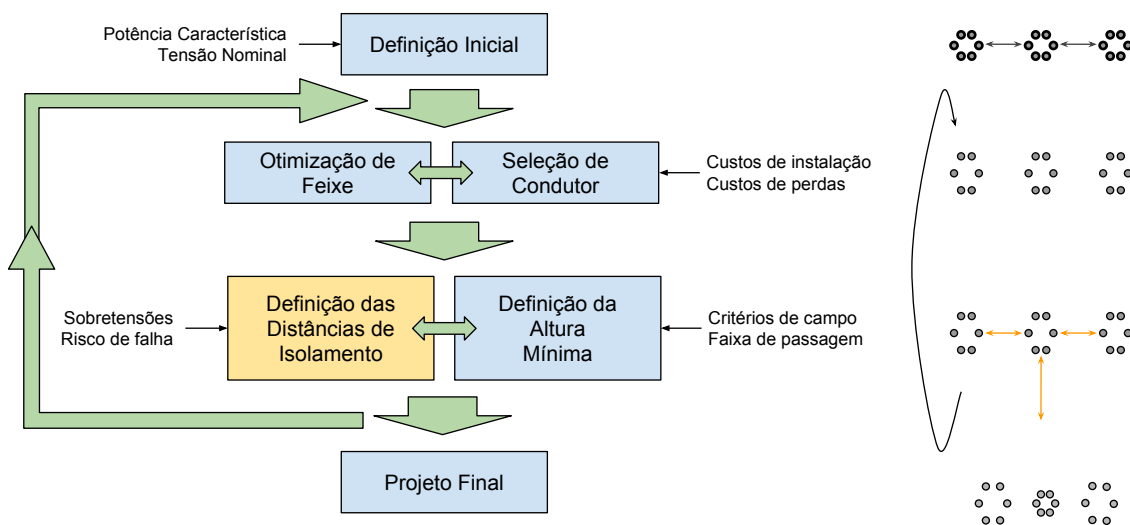 Potência Característica
Tensão Nominal
Definição Inicial
Otimização de
Feixe
Seleção de
Condutor
Custos de instalação
Custos de perdas
Sobretensões
Risco de falha
Definição das
Distâncias de
Isolamento
Definição da
Altura
Mínima
Critérios de campo
Faixa de passagem
Projeto Final